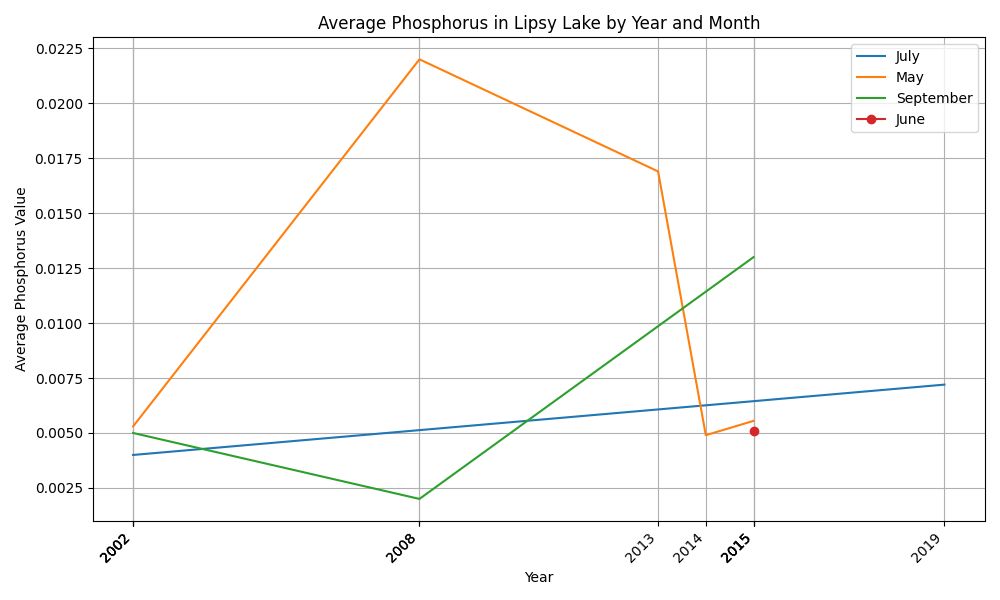 Average Phosphorus in Lipsy Lake by Year and Month
July
May
September
June
Average Phosphorus Value
0.0225
0.0200
0.0175
0.0150
0.0125
0.0100
0.0075
0.0050
0.0025
2002
2008
2013
2014
2015
2019
Year